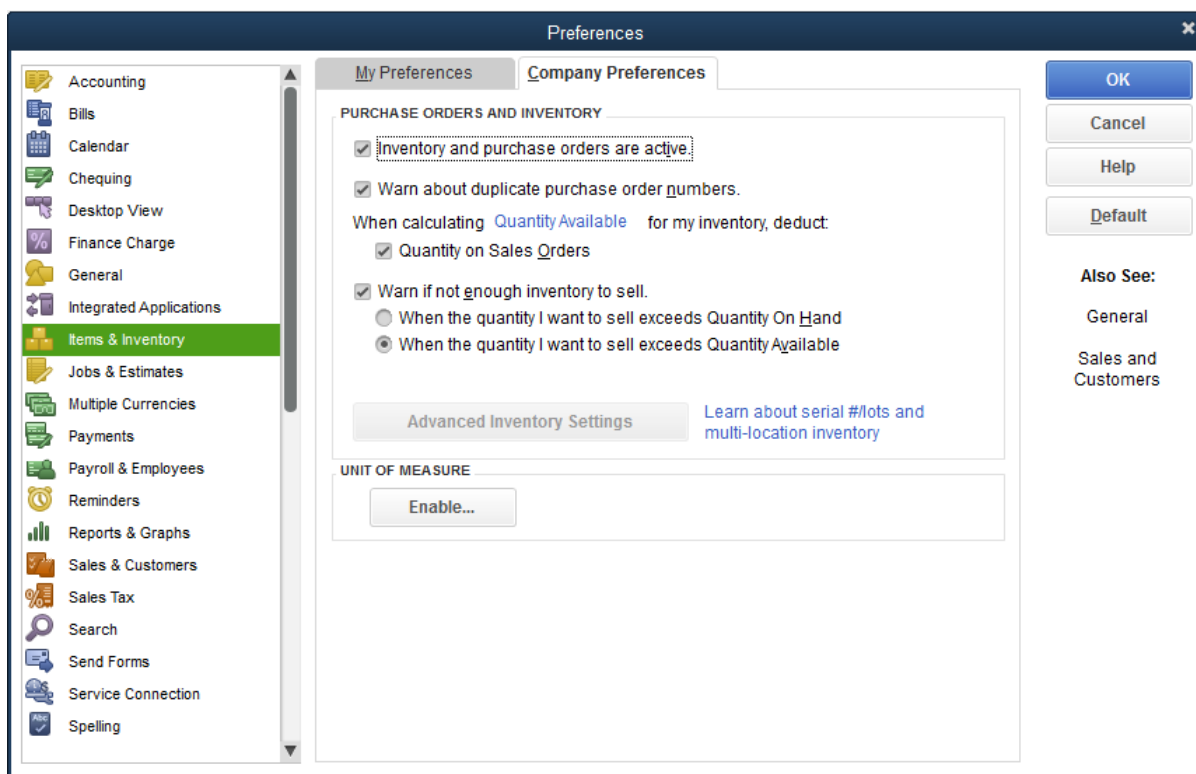 Preferences
Accounting
Bills
Calendar
Chequing
Desktop View
Finance Charge
General
Integrated Applications
Items & Inventory
Jobs & Estimates
Multiple Currencies
Payments
Payroll & Employees
Reminders
Reports & Graphs
Sales & Customers
Sales Tax
Search
Send Forms
Service Connection
Abc
Spelling
My Preferences
Company Preferences
PURCHASE ORDERS AND INVENTORY
Inventory and purchase orders are active.
Warn about duplicate purchase order numbers.
When calculating Quantity Available for my inventory, deduct:
Quantity on Sales Orders
Warn if not enough inventory to sell.
When the quantity I want to sell exceeds Quantity On Hand
When the quantity I want to sell exceeds Quantity Available
Advanced Inventory Settings
Learn about serial #/lots and
multi-location inventory
UNIT OF MEASURE
Enable...
OK
Cancel
Help
Default
Also See:
General
Sales and
Customers